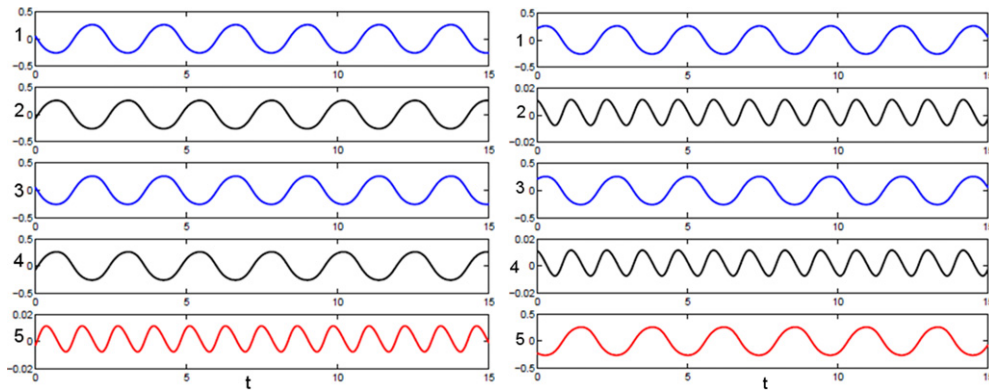 1 0.5 0 −0.5 0 5 10 15
2 0.5 0 −0.5 0 5 10 15
3 0.5 0 −0.5 0 5 10 15
4 0.5 0 −0.5 0 5 10 15
5 0.02 0 −0.02 0 5 10 15
t
1 0.5 0 −0.5 0 5 10 15
2 0.02 0 −0.02 0 5 10 15
3 0.5 0 −0.5 0 5 10 15
4 0.02 0 −0.02 0 5 10 15
5 0.5 0 −0.5 0 5 10 15
t